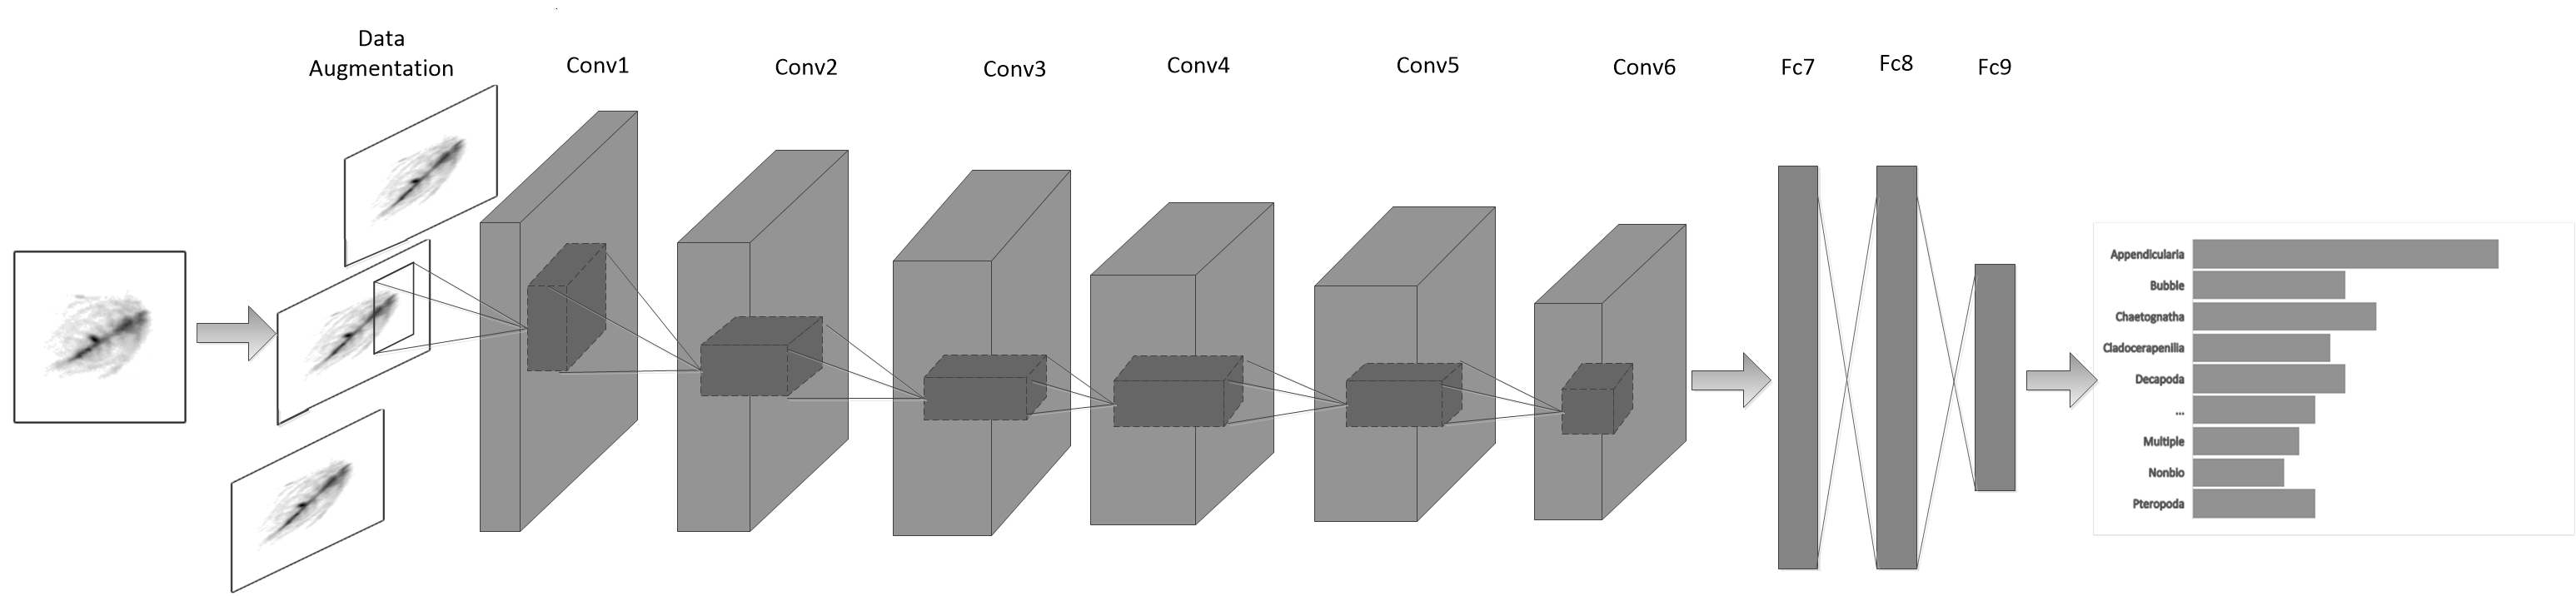 Data
Augmentation
Conv1
Conv2
Conv3
Conv4
Conv5
Conv6
Fc7
Fc8
Fc9
Appendicularia
Bubble
Chaetognatha
Cladocerapenilia
Decapoda
...
Multiple
Nonbio
Pteropoda